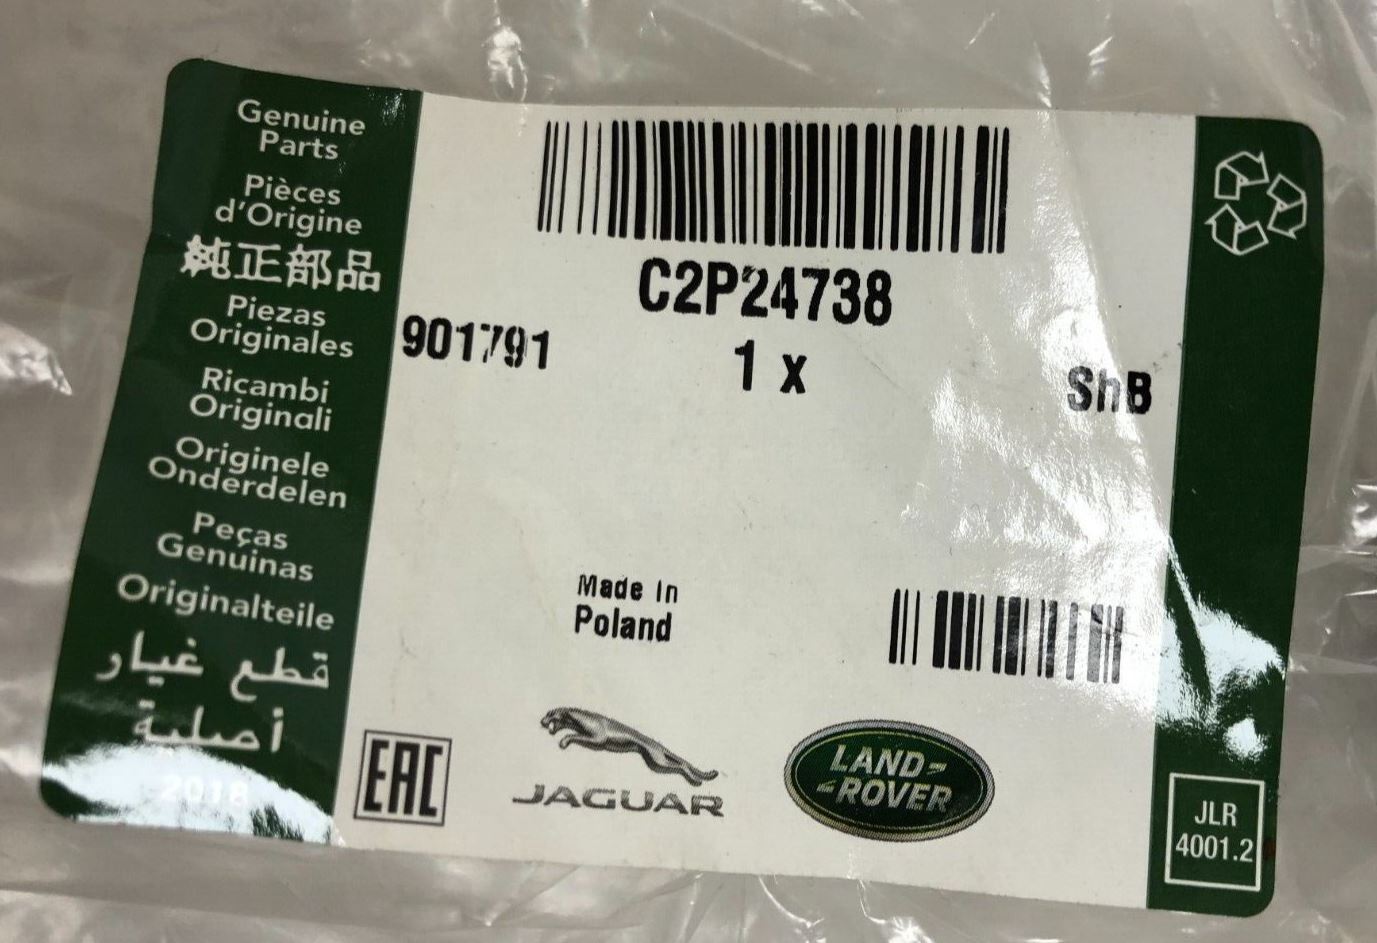 Genuine
Parts
Pièces
d'Origine
純正部品
Piezas
Originales
Ricambi
Originali
Originele
Onderdelen
Peças
Genuinas
Originalteile
قطع غيار
أصلية
2018
C2P24738
901791
1 x
ShB
Made In
Poland
EAC
JAGUAR
LAND-
-ROVER
JLR
4001.2